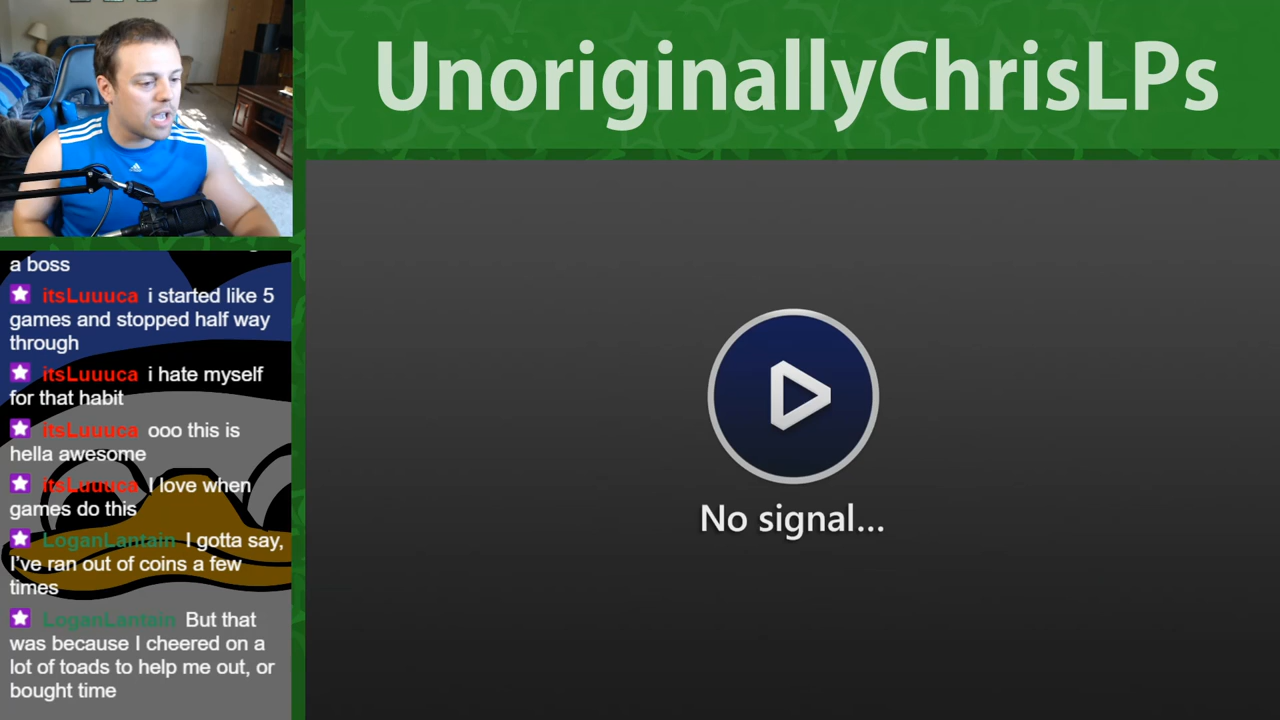 UnoriginallyChrisLPs
a boss
itsLuuuca i started like 5
games and stopped half way
through
itsLuuuca i hate myself
for that habit
itsLuuuca ooo this is
hella awesome
itsLuuuca I love when
games do this
LoganLantain I gotta say,
I've ran out of coins a few
times
LoganLantain But that
was because I cheered on a
lot of toads to help me out, or
bought time
No signal...